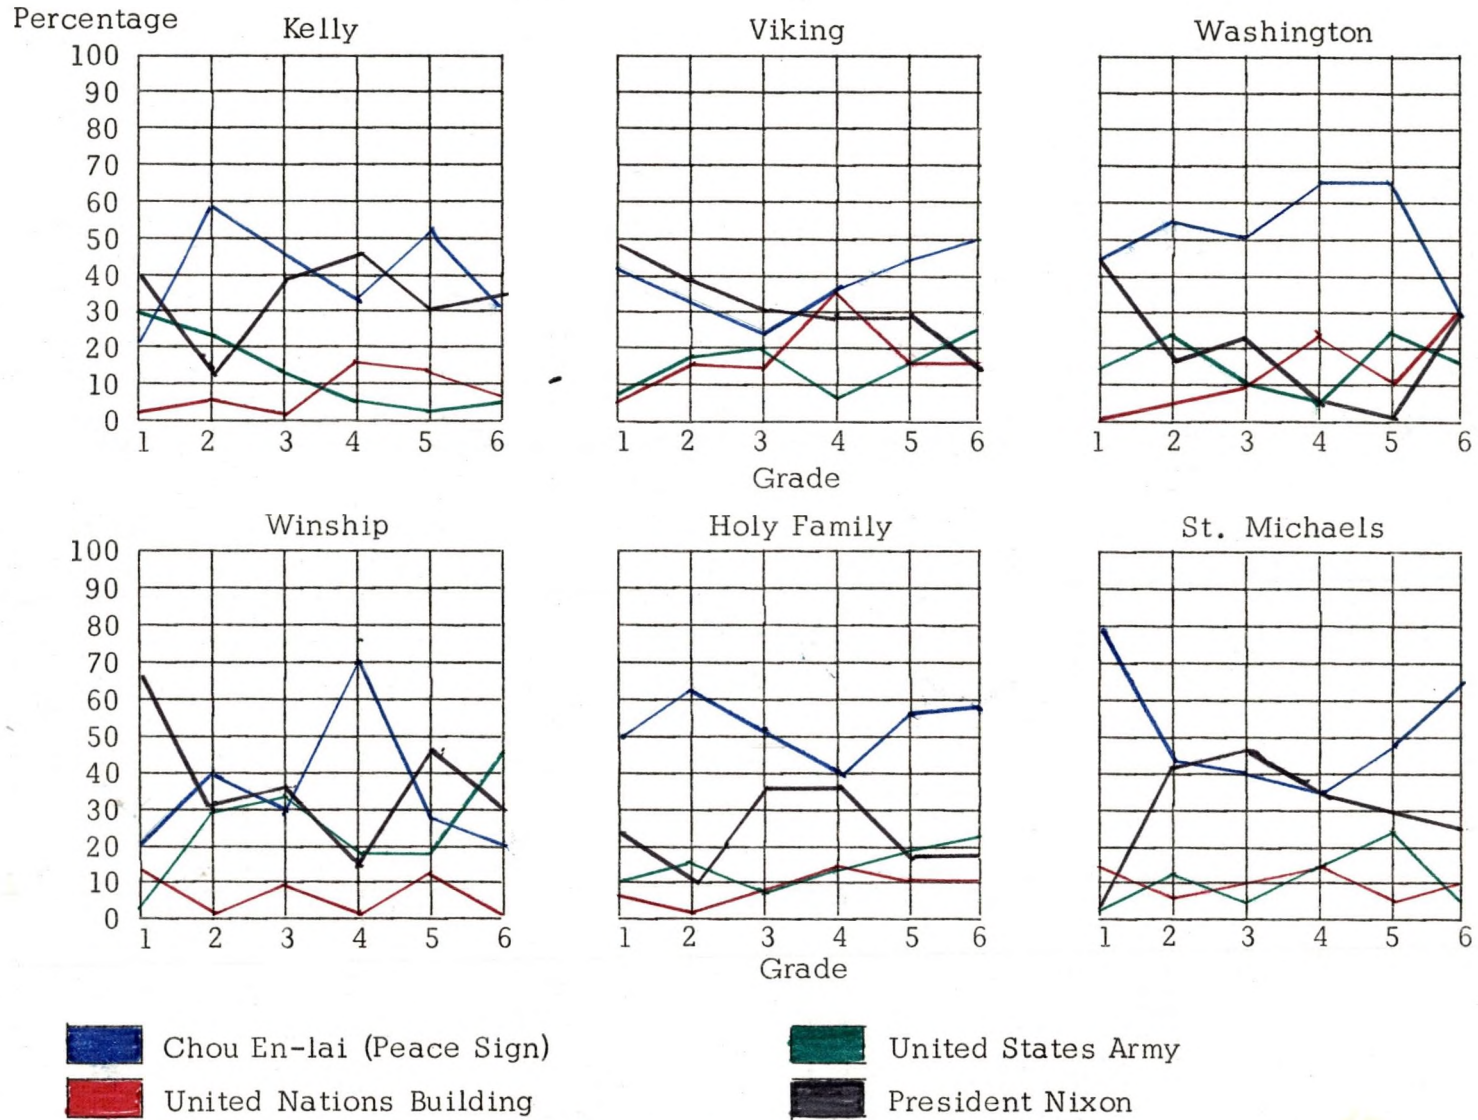 Percentage
Kelly Viking Washington
100
90
80
70
60
50
40
30
20
10
0
1 2 3 4 5 6 1 2 3 4 5 6 1 2 3 4 5 6
Grade
Winship Holy Family St. Michaels
100
90
80
70
60
50
40
30
20
10
0
1 2 3 4 5 6 1 2 3 4 5 6 1 2 3 4 5 6
Grade
Chou En-lai (Peace Sign) United States Army
United Nations Building President Nixon